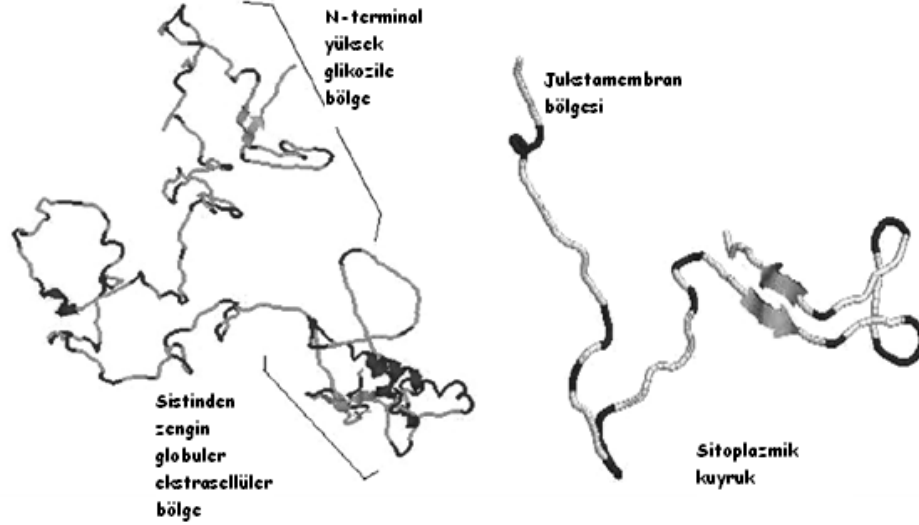 N-terminal
yüksek
glikozile
bölge
Jukstamembran
bölgesi
Sistinden
zengin
globuler
ekstrasellüler
bölge
Sitoplazmik
kuyruk